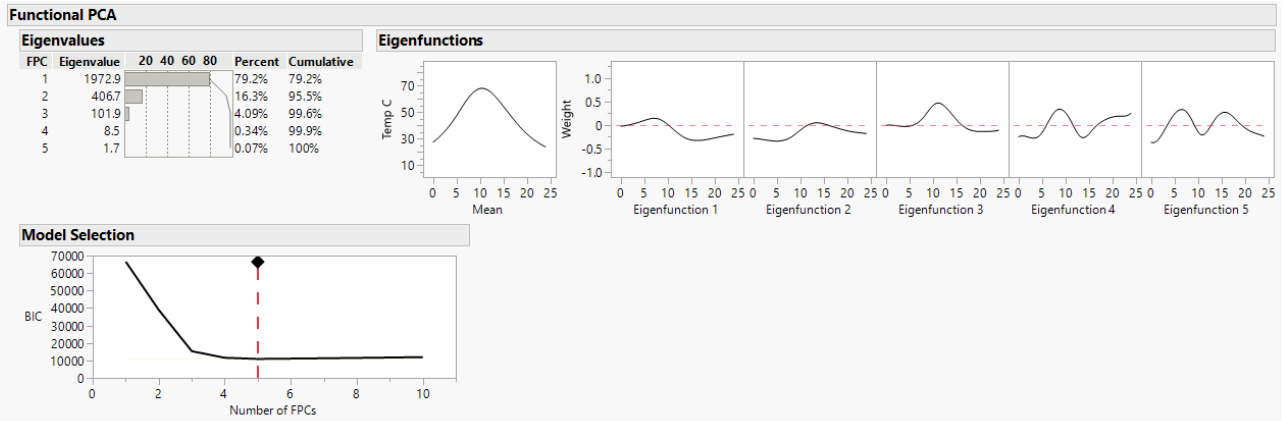 Functional PCA
Eigenvalues
FPC Eigenvalue 20 40 60 80 Percent Cumulative
1 1972.9 79.2% 79.2%
2 406.7 16.3% 95.5%
3 101.9 4.09% 99.6%
4 8.5 0.34% 99.9%
5 1.7 0.07% 100%
Eigenfunctions
Temp C
70
50
30
10
0 5 10 15 20 25
Mean
Weight
1.0
0.5
0
-0.5
-1.0
0 5 10 15 20 25 0 5 10 15 20 25 0 5 10 15 20 25 0 5 10 15 20 25 0 5 10 15 20 25
Eigenfunction 1 Eigenfunction 2 Eigenfunction 3 Eigenfunction 4 Eigenfunction 5
Model Selection
BIC
70000
60000
50000
40000
30000
20000
10000
0
0 2 4 6 8 10
Number of FPCs